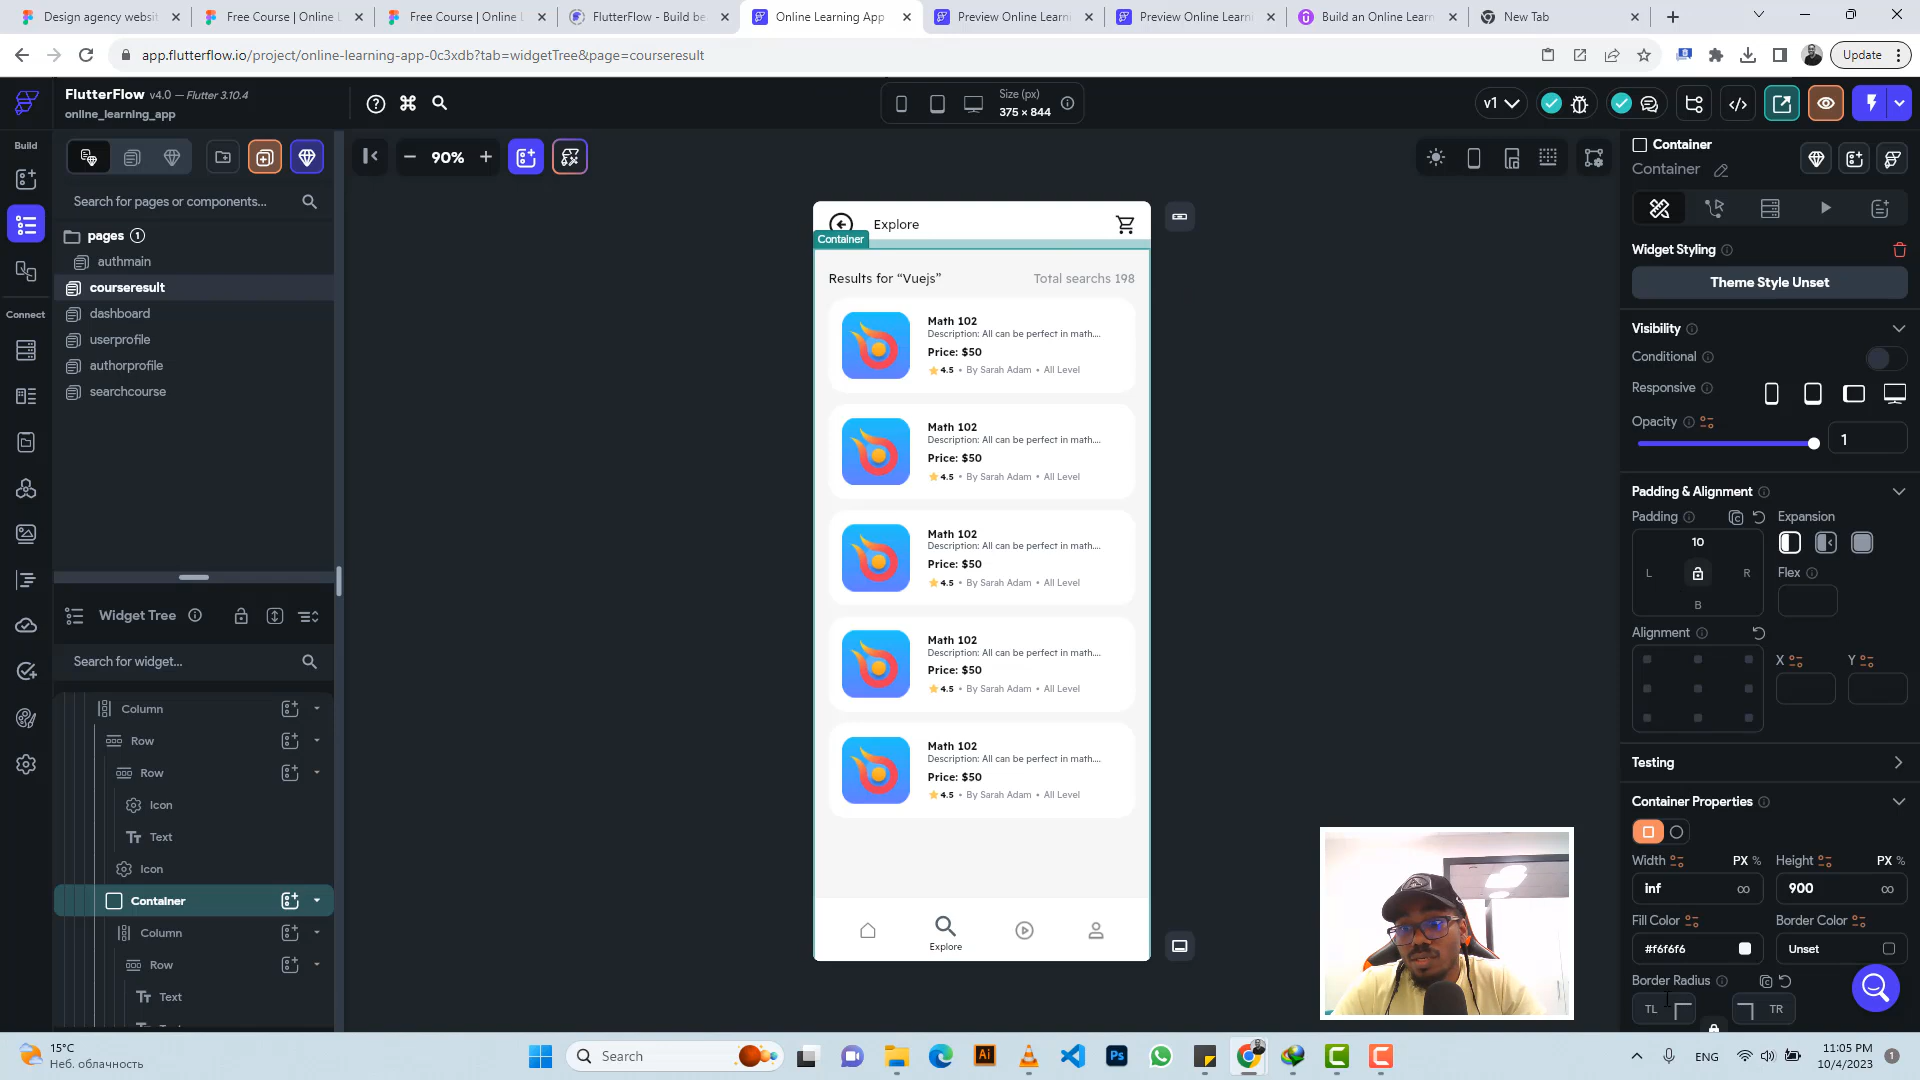 Design agency websit
Free Course | Online L
Free Course | Online L
FlutterFlow - Build be
Online Learning App
Preview Online Learni
Preview Online Learni
Build an Online Learn
New Tab
app.flutterflow.io/project/online-learning-app-0c3xdb?tab=widgetTree&page=courseresult
Update
FlutterFlow v4.0 — Flutter 3.10.4
online_learning_app
Size (px)
375 × 844
v1
Build
90%
Search for pages or components...
pages 1
authmain
courseresult
dashboard
userprofile
authorprofile
searchcourse
Connect
Widget Tree
Search for widget...
Column
Row
Row
Icon
Text
Icon
Container
Column
Row
Text
Explore
Container
Results for “Vuejs” Total searchs 198
Math 102
Description: All can be perfect in math....
Price: $50
4.5 • By Sarah Adam • All Level
Math 102
Description: All can be perfect in math....
Price: $50
4.5 • By Sarah Adam • All Level
Math 102
Description: All can be perfect in math....
Price: $50
4.5 • By Sarah Adam • All Level
Math 102
Description: All can be perfect in math....
Price: $50
4.5 • By Sarah Adam • All Level
Math 102
Description: All can be perfect in math....
Price: $50
4.5 • By Sarah Adam • All Level
Explore
Container
Container
Widget Styling
Theme Style Unset
Visibility
Conditional
Responsive
Opacity
1
Padding & Alignment
Padding
Expansion
10
L
R
B
Flex
Alignment
X
Y
Testing
Container Properties
Width PX % Height PX %
inf ∞ 900 ∞
Fill Color Border Color
#f6f6f6 Unset
Border Radius
TL TR
15°C
Неб. облачность
Search
Ai
Ps
ENG
11:05 PM
10/4/2023
1